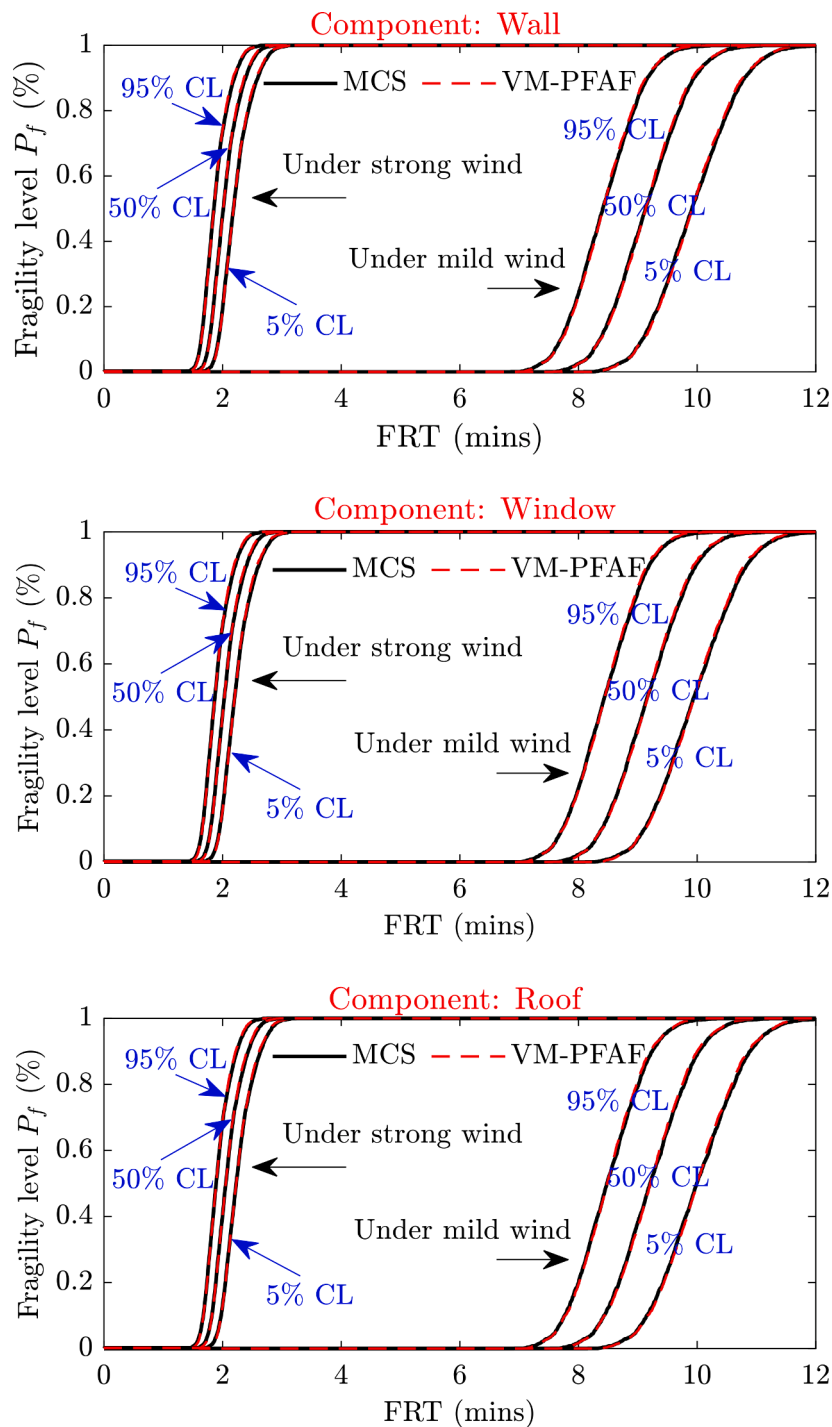 Component: Wall
1
0.8
0.6
0.4
0.2
0
Fragility level P_f (%)
95% CL
MCS
VM-PFAF
95% CL
Under strong wind
50% CL
50% CL
Under mild wind
5% CL
5% CL
0 2 4 6 8 10 12
FRT (mins)
Component: Window
1
0.8
0.6
0.4
0.2
0
Fragility level P_f (%)
95% CL
MCS
VM-PFAF
95% CL
Under strong wind
50% CL
50% CL
Under mild wind
5% CL
5% CL
0 2 4 6 8 10 12
FRT (mins)
Component: Roof
1
0.8
0.6
0.4
0.2
0
Fragility level P_f (%)
95% CL
MCS
VM-PFAF
95% CL
Under strong wind
50% CL
50% CL
Under mild wind
5% CL
5% CL
0 2 4 6 8 10 12
FRT (mins)